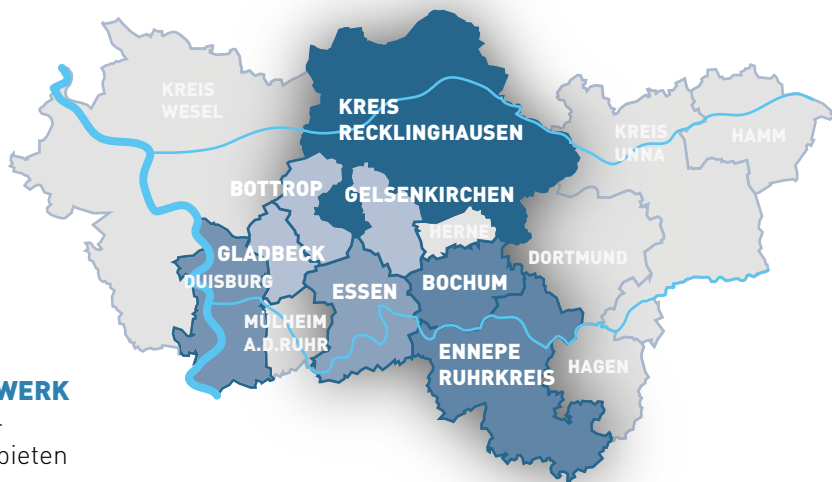 KREIS
WESEL
KREIS
RECKLINGHAUSEN
KREIS
UNNA
HAMM
BOTTROP
GELSENKIRCHEN
HERNE
GLADBECK
DORTMUND
DUISBURG
ESSEN
BOCHUM
MÜLHEIM
A.D.RUHR
ENNEPE
RUHRKREIS
HAGEN
WERK
bieten